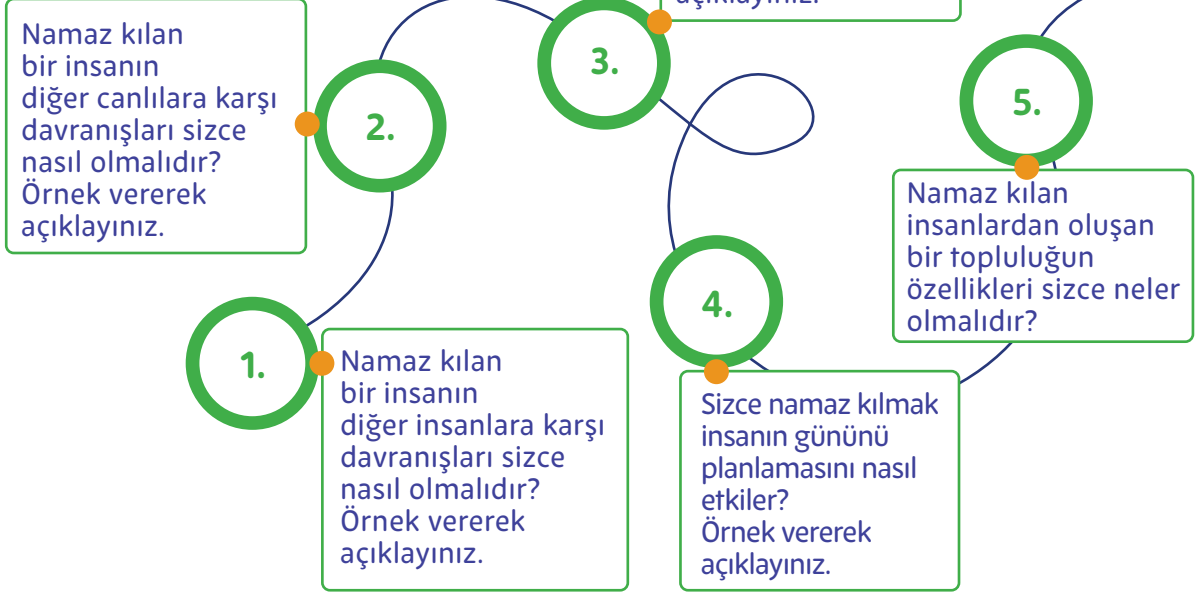 açıklayınız.
3.
Namaz kılan
bir insanın
diğer canlılara karşı
davranışları sizce
nasıl olmalıdır?
Örnek vererek
açıklayınız.
2.
5.
Namaz kılan
insanlardan oluşan
bir topluluğun
özellikleri sizce neler
olmalıdır?
1.
Namaz kılan
bir insanın
diğer insanlara karşı
davranışları sizce
nasıl olmalıdır?
Örnek vererek
açıklayınız.
4.
Sizce namaz kılmak
insanın gününü
planlamasını nasıl
etkiler?
Örnek vererek
açıklayınız.